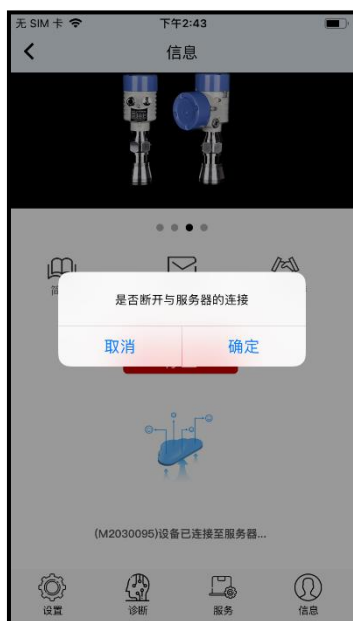 无 SIM 卡
下午2:43
信息
是否断开与服务器的连接
取消
确定
(M2030095)设备已连接至服务器...
设置
诊断
服务
信息